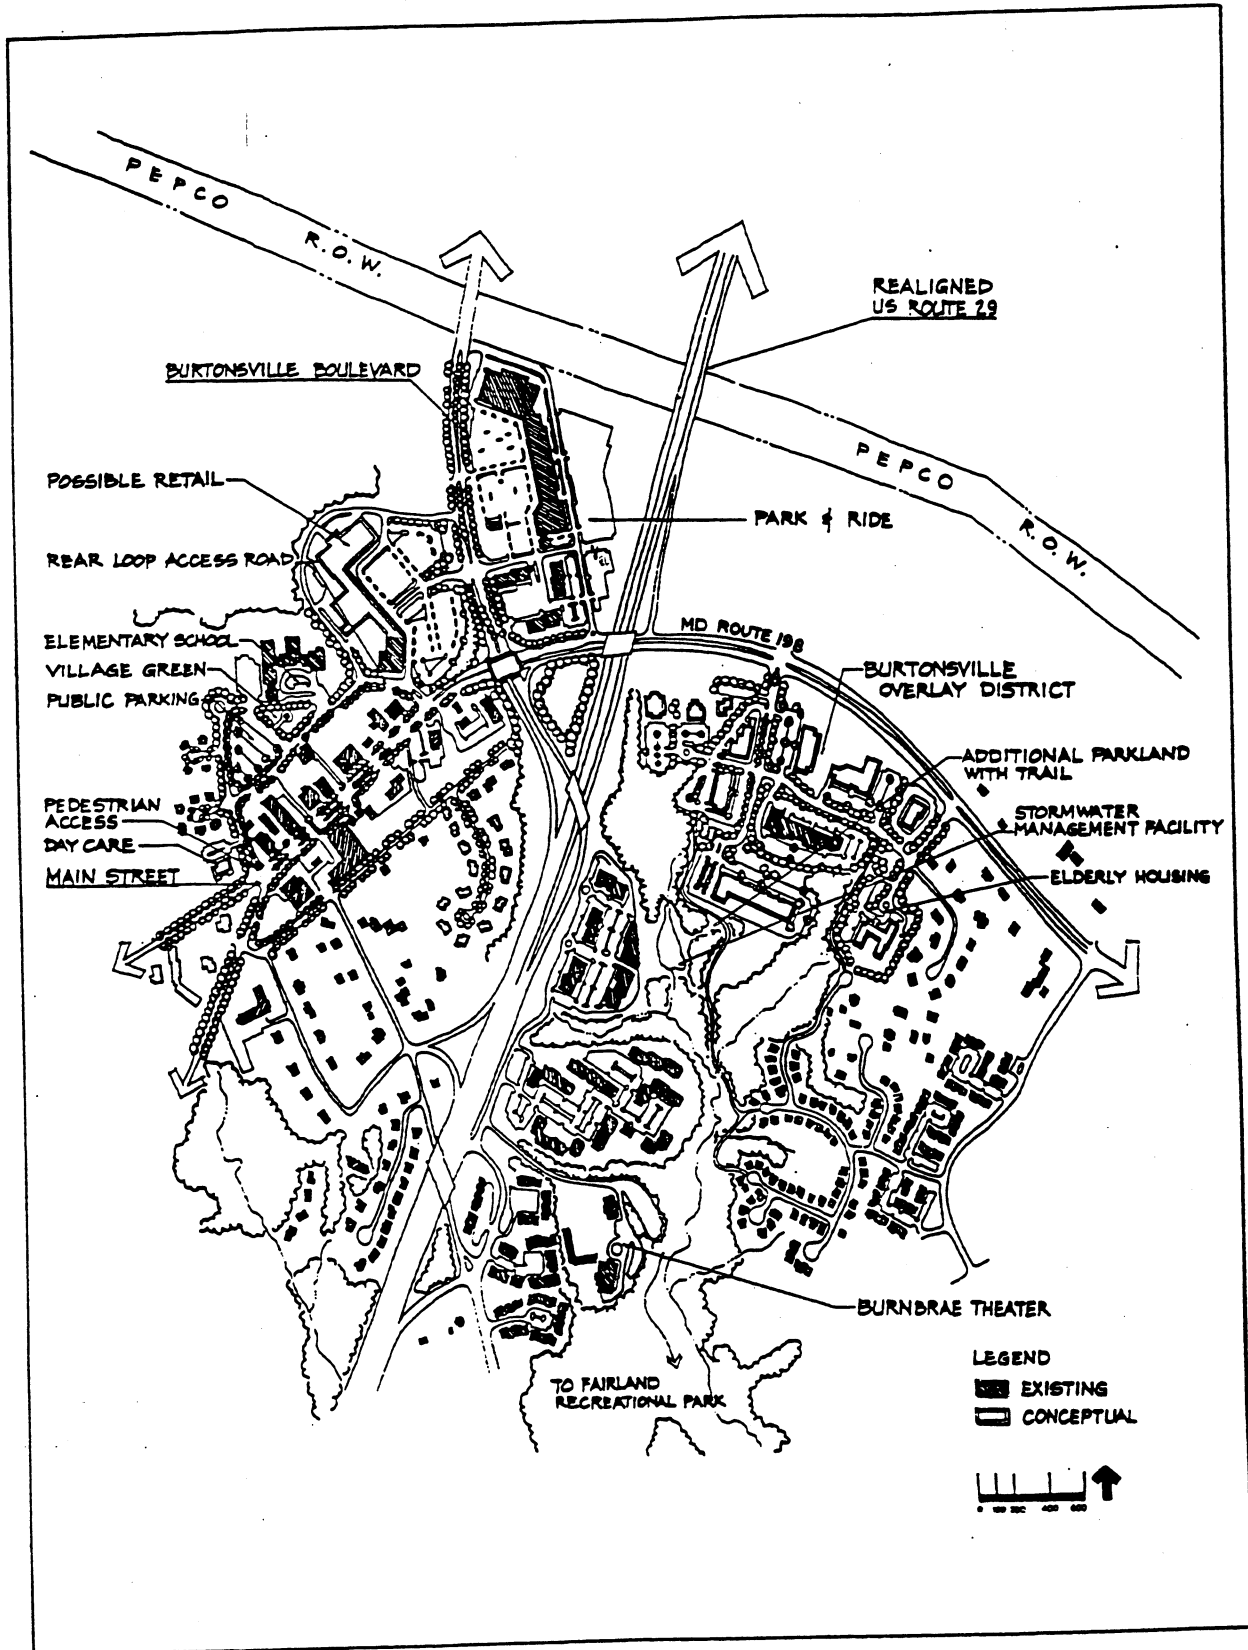 PEPCO
R.O.W.
REALIGNED
US ROUTE 29
BURTONSVILLE BOULEVARD
PEPCO
R.O.W.
POSSIBLE RETAIL
PARK & RIDE
REAR LOOP ACCESS ROAD
MD ROUTE 198
ELEMENTARY SCHOOL
VILLAGE GREEN
PUBLIC PARKING
BURTONSVILLE
OVERLAY DISTRICT
ADDITIONAL PARKLAND
WITH TRAIL
PEDESTRIAN
ACCESS
DAY CARE
MAIN STREET
STORMWATER
MANAGEMENT FACILITY
ELDERLY HOUSING
BURNBRAE THEATER
TO FAIRLAND
RECREATIONAL PARK
LEGEND
EXISTING
CONCEPTUAL
0 400